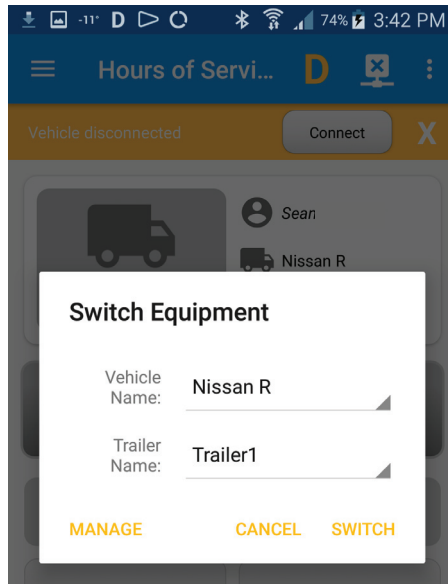 -11° D 74% 3:42 PM
Hours of Servi... D
Vehicle disconnected Connect X
Sean
Nissan R
Switch Equipment
Vehicle
Name: Nissan R
Trailer
Name: Trailer1
MANAGE CANCEL SWITCH